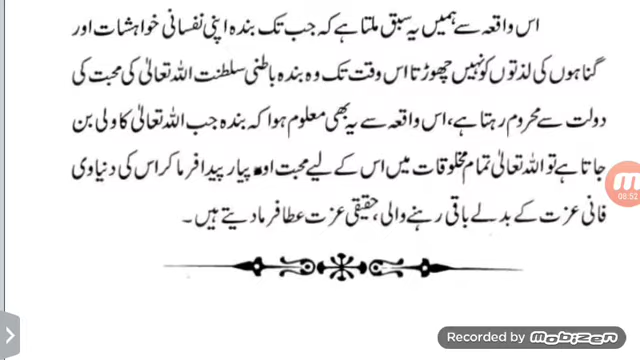 اس واقعہ سے ہمیں یہ سبق ملتا ہے کہ جب تک بندہ اپنی نفسانی خواہشات اور
گناہوں کی لذتوں کو نہیں چھوڑتا اس وقت تک وہ بندہ باطنی سلطنت اللہ تعالیٰ کی محبت کی
دولت سے محروم رہتا ہے، اس واقعہ سے یہ بھی معلوم ہوا کہ بندہ جب اللہ تعالیٰ کا ولی بن
جاتا ہے تو اللہ تعالیٰ تمام مخلوقات میں اس کے لیے محبت اور پیار پیدا فرما کر اس کی دنیاوی
فانی عزت کے بدلے باقی رہنے والی، حقیقی عزت عطا فرما دیتے ہیں۔
08:52
Recorded by mobizen